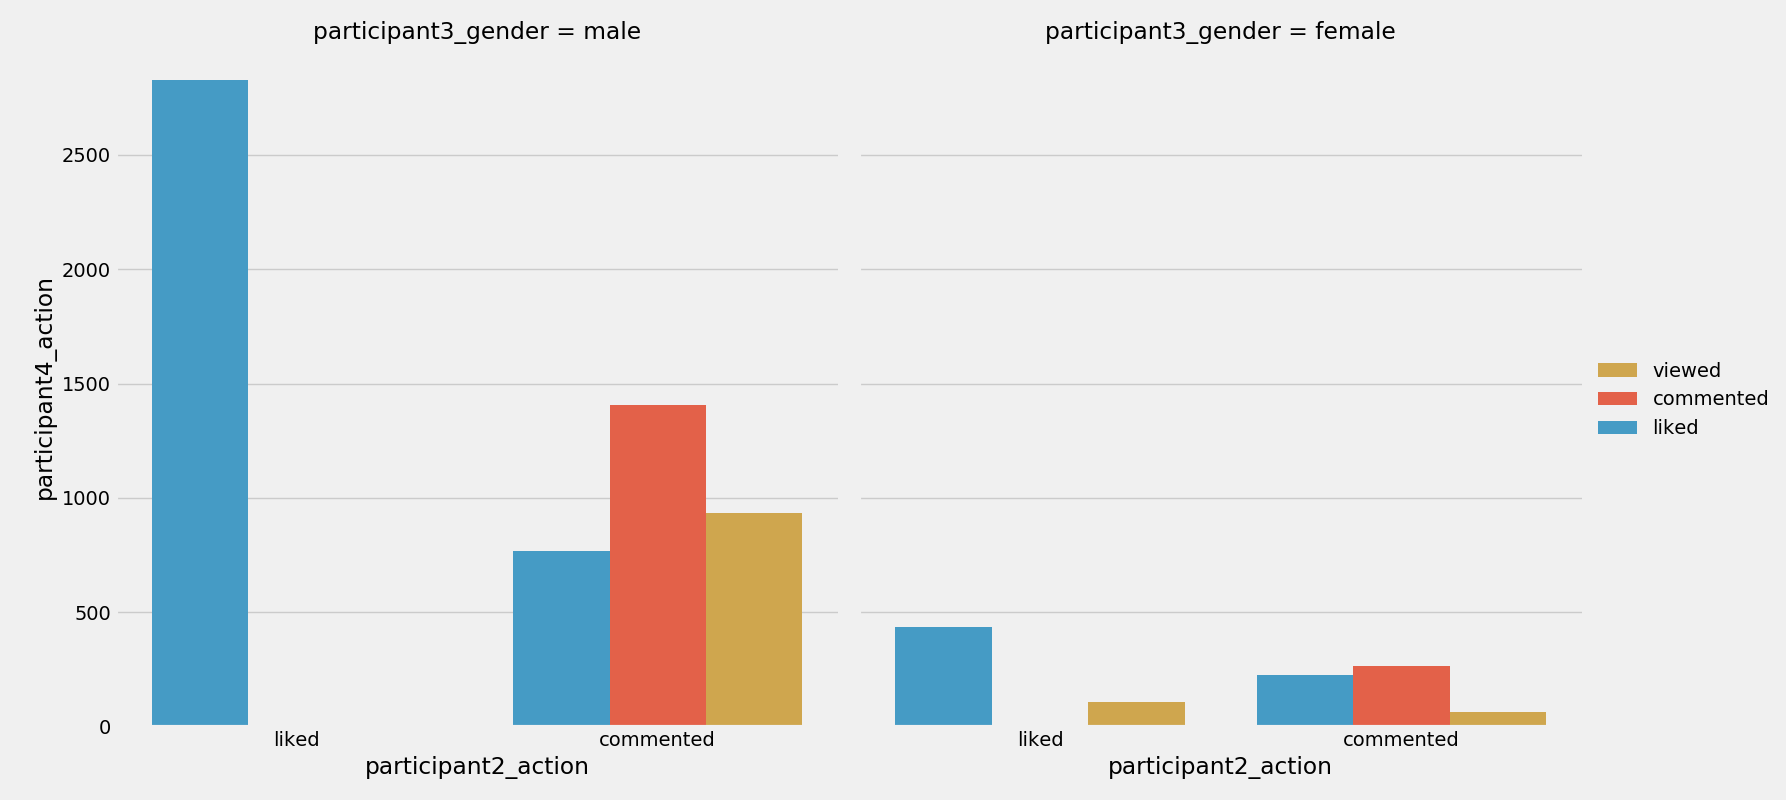 participant3_gender = male
participant3_gender = female
participant4_action
2500
2000
1500
1000
500
0
liked
commented
participant2_action
liked
commented
participant2_action
viewed
commented
liked